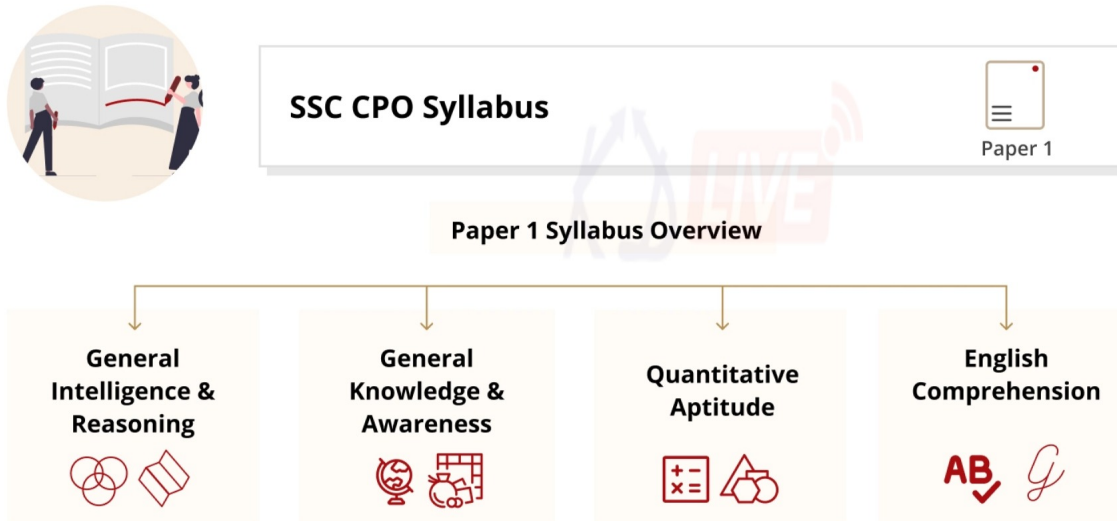 SSC CPO Syllabus
Paper 1
LIVE
Paper 1 Syllabus Overview
General
Intelligence &
Reasoning
General
Knowledge &
Awareness
Quantitative
Aptitude
English
Comprehension
AB